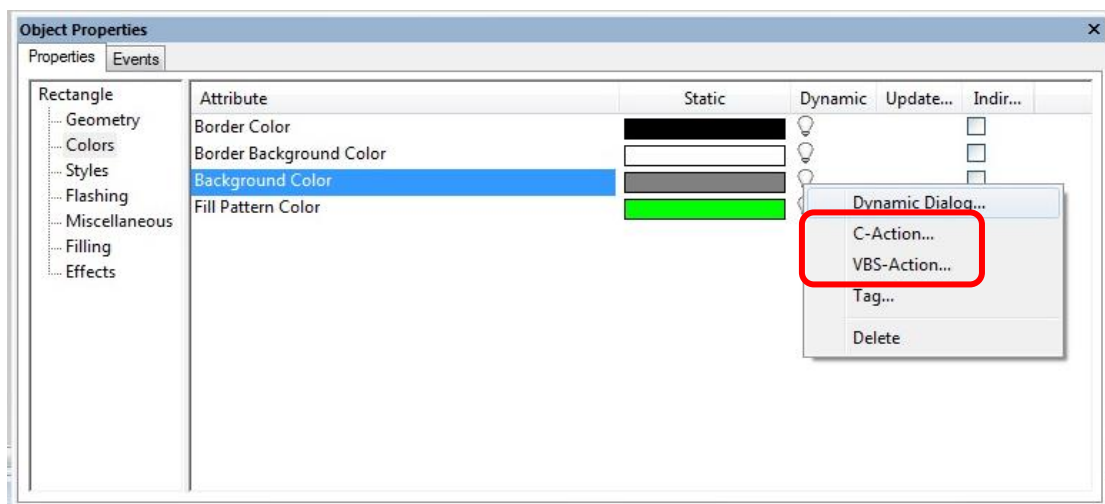 Object Properties
Properties Events
Rectangle
Geometry
Colors
Styles
Flashing
Miscellaneous
Filling
Effects
Attribute Static Dynamic Update... Indir...
Border Color
Border Background Color
Background Color
Fill Pattern Color
Dynamic Dialog...
C-Action...
VBS-Action...
Tag...
Delete